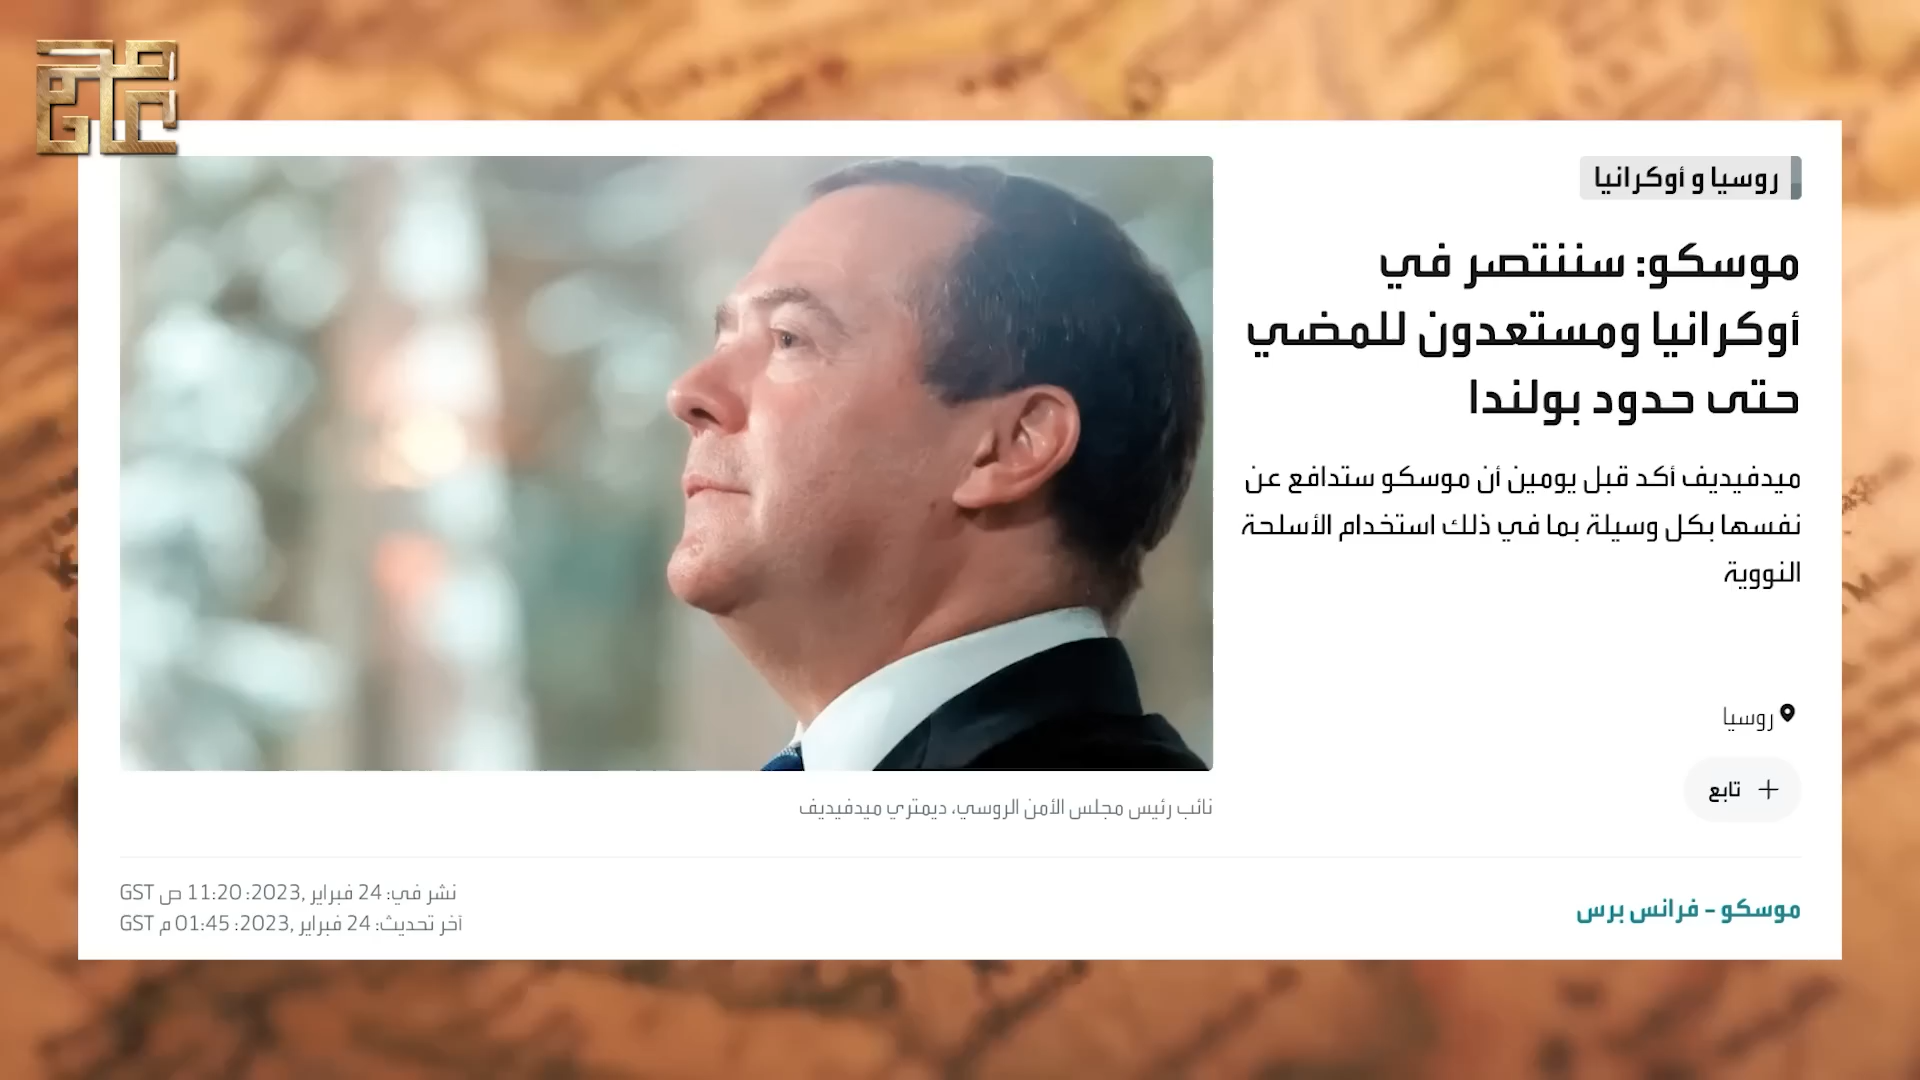 روسيا و أوكرانيا
موسكو: سننتصر في
أوكرانيا ومستعدون للمضي
حتى حدود بولندا
ميدفيديف أكد قبل يومين أن موسكو ستدافع عن
نفسها بكل وسيلة بما في ذلك استخدام الأسلحة
النووية
روسيا
+ تابع
نائب رئيس مجلس الأمن الروسي، ديمتري ميدفيديف
موسكو - فرانس برس
نشر في: 24 فبراير ,2023: 11:20 ص GST
آخر تحديث: 24 فبراير ,2023: 01:45 م GST